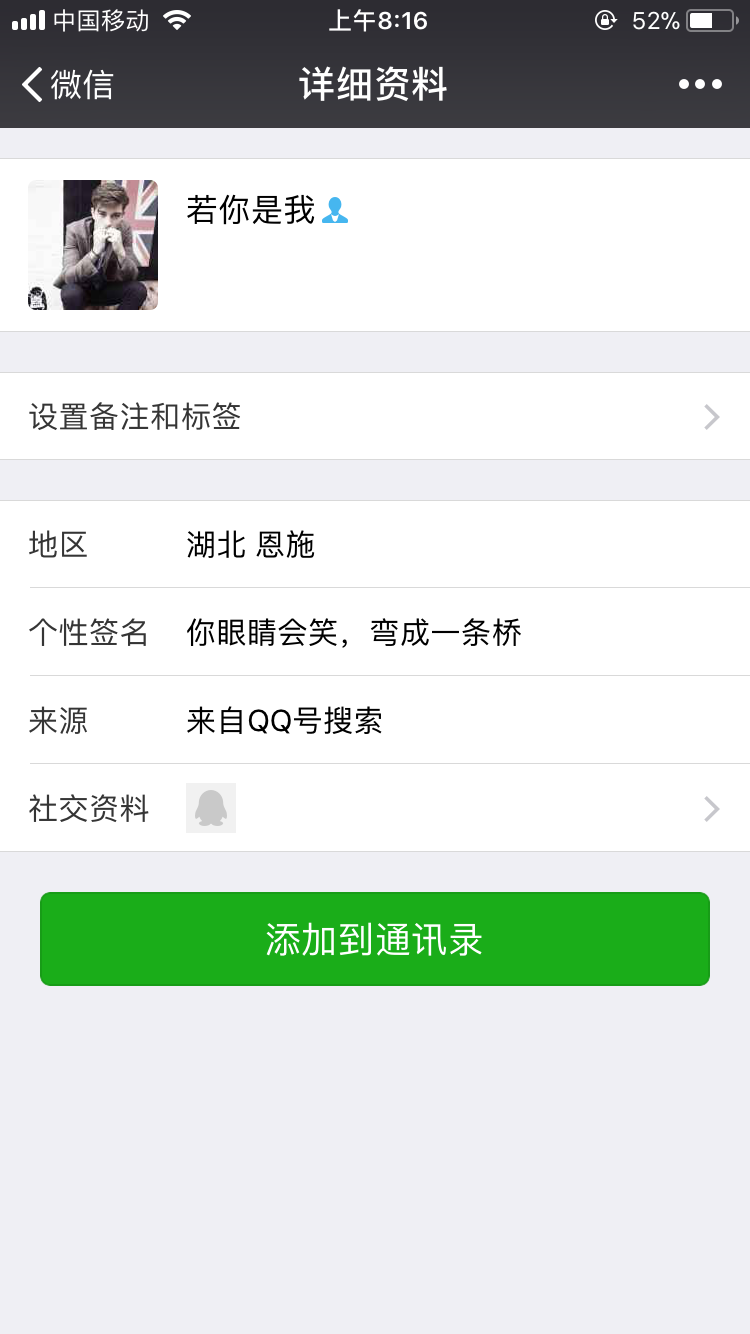 中国移动 上午8:16 52%
微信 详细资料
若你是我
设置备注和标签
地区 湖北 恩施
个性签名 你眼睛会笑，弯成一条桥
来源 来自QQ号搜索
社交资料
添加到通讯录